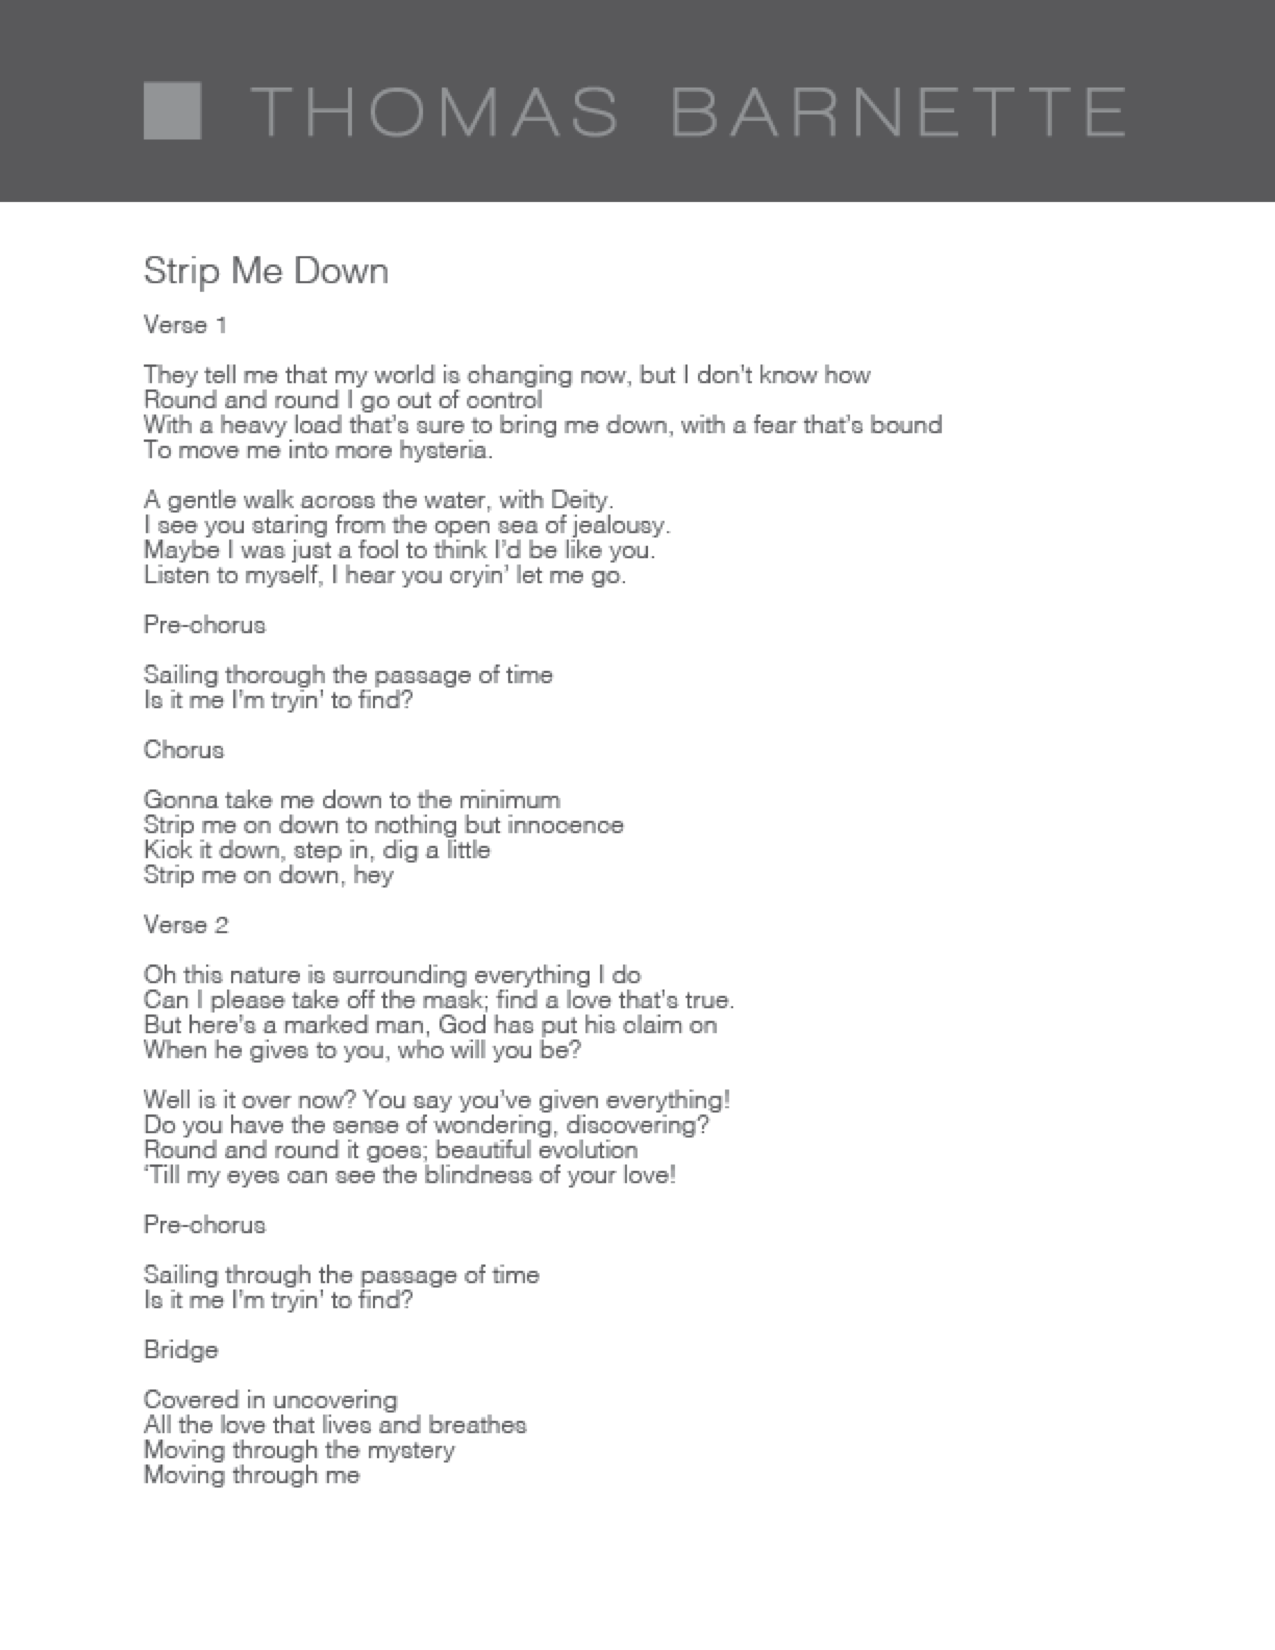 THOMAS BARNETTE
Strip Me Down
Verse 1
They tell me that my world is changing now, but I don't know how
Round and round I go out of control
With a heavy load that's sure to bring me down, with a fear that's bound
To move me into more hysteria.
A gentle walk across the water, with Deity.
I see you staring from the open sea of jealousy.
Maybe I was just a fool to think I'd be like you.
Listen to myself, I hear you cryin' let me go.
Pre-chorus
Sailing thorough the passage of time
Is it me I'm tryin' to find?
Chorus
Gonna take me down to the minimum
Strip me on down to nothing but innocence
Kick it down, step in, dig a little
Strip me on down, hey
Verse 2
Oh this nature is surrounding everything I do
Can I please take off the mask; find a love that's true.
But here's a marked man, God has put his claim on
When he gives to you, who will you be?
Well is it over now? You say you've given everything!
Do you have the sense of wondering, discovering?
Round and round it goes; beautiful evolution
‘Till my eyes can see the blindness of your love!
Pre-chorus
Sailing through the passage of time
Is it me I'm tryin' to find?
Bridge
Covered in uncovering
All the love that lives and breathes
Moving through the mystery
Moving through me